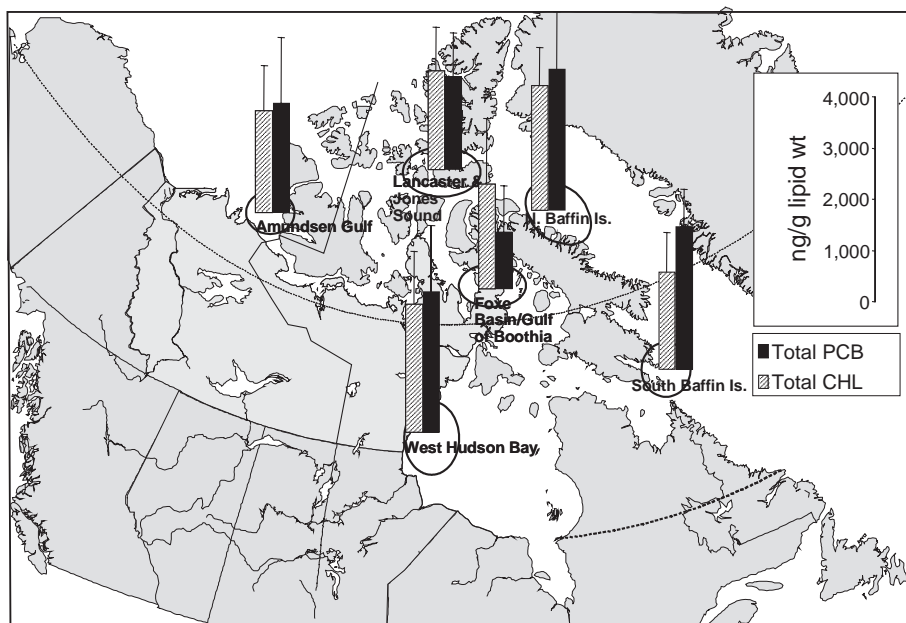 Lancaster &
Jones
Sound
Amundsen Gulf
N. Baffin Is.
Foxe
Basin/Gulf
of Boothia
South Baffin Is.
West Hudson Bay
ng/g lipid wt
4,000
3,000
2,000
1,000
0
Total PCB
Total CHL